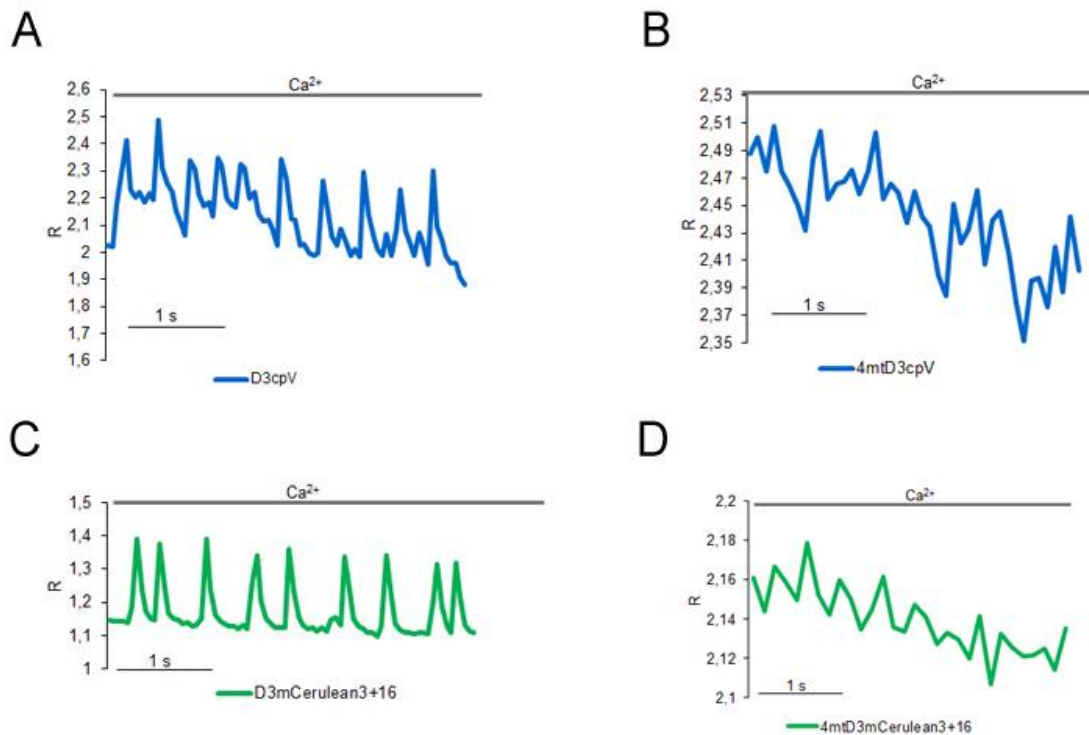 A
Ca²⁺
2,6
2,5
2,4
2,3
2,2
2,1
2
1,9
1,8
1,7
1,6
R
1 s
D3cpV
B
Ca²⁺
2,53
2,51
2,49
2,47
2,45
2,43
2,41
2,39
2,37
2,35
R
1 s
4mtD3cpV
C
Ca²⁺
1,5
1,4
1,3
1,2
1,1
1
R
1 s
D3mCerulean3+16
D
Ca²⁺
2,2
2,18
2,16
2,14
2,12
2,1
R
1 s
4mtD3mCerulean3+16